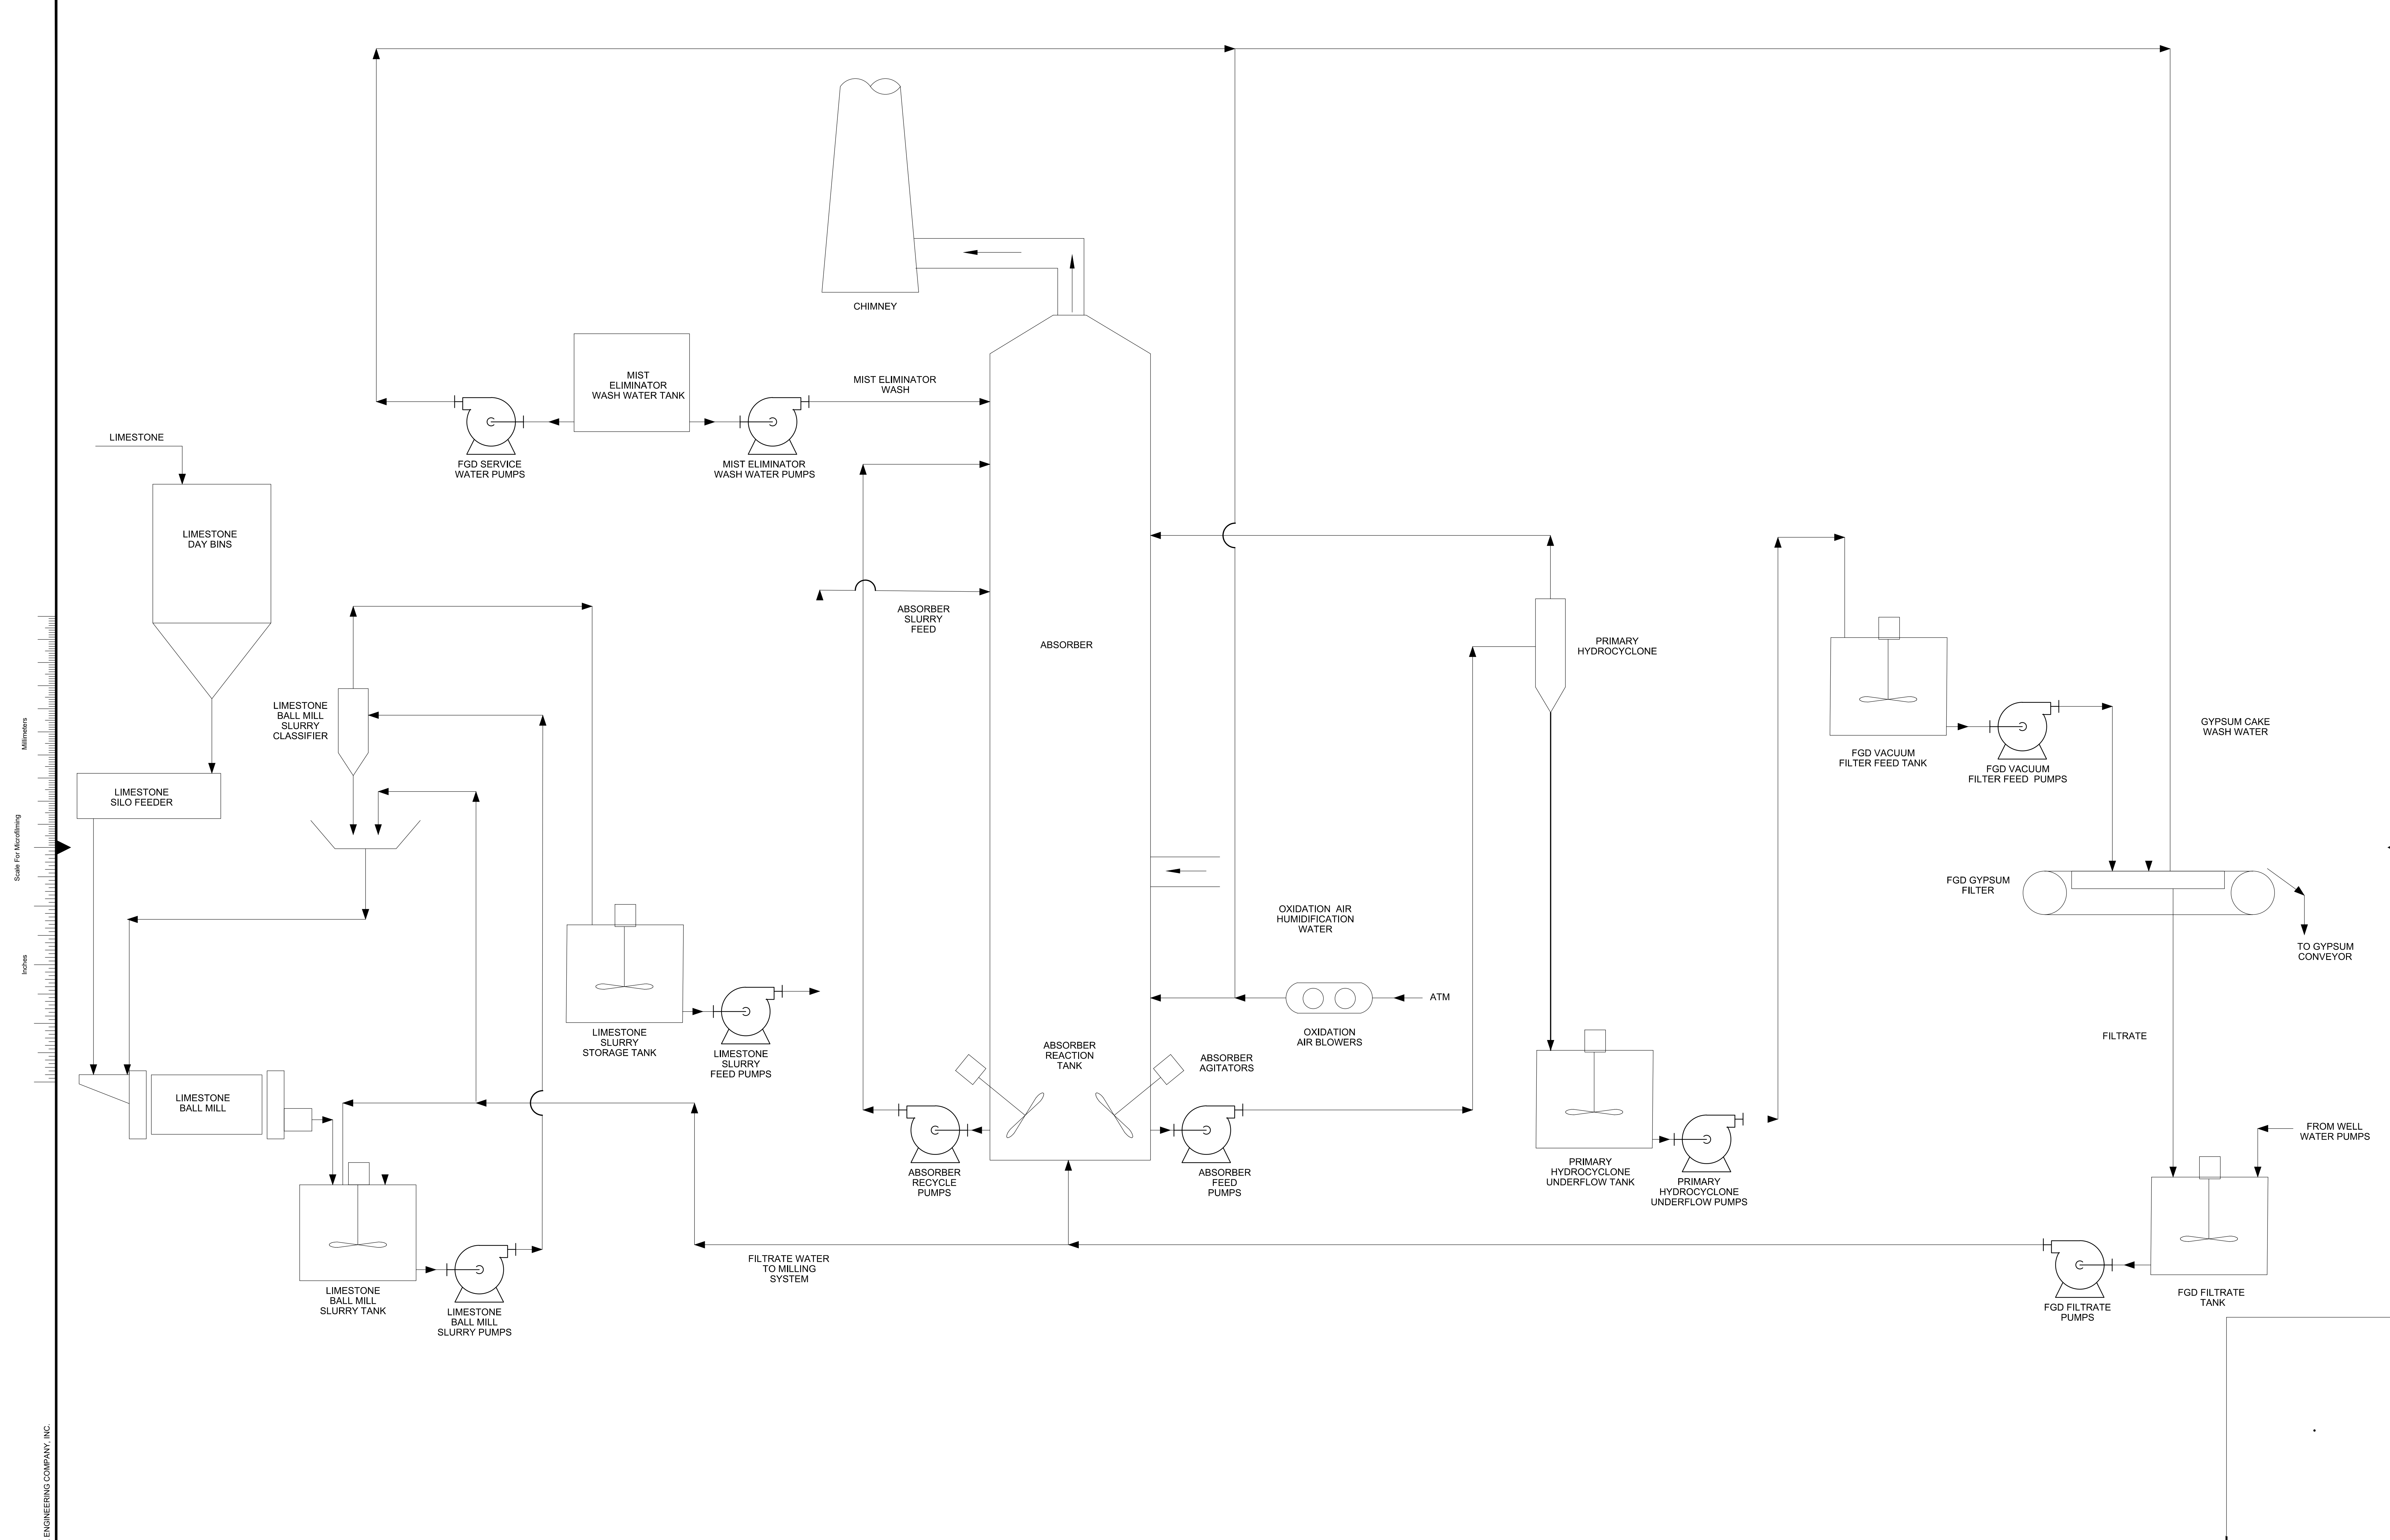 CHIMNEY
MIST
ELIMINATOR
WASH WATER TANK
MIST ELIMINATOR
WASH
LIMESTONE
FGD SERVICE
WATER PUMPS
MIST ELIMINATOR
WASH WATER PUMPS
LIMESTONE
DAY BINS
ABSORBER
SLURRY
FEED
ABSORBER
PRIMARY
HYDROCYCLONE
LIMESTONE
BALL MILL
SLURRY
CLASSIFIER
GYPSUM CAKE
WASH WATER
FGD VACUUM
FILTER FEED TANK
FGD VACUUM
FILTER FEED PUMPS
Millimeters
LIMESTONE
SILO FEEDER
Scale For Microfilming
FGD GYPSUM
FILTER
OXIDATION AIR
HUMIDIFICATION
WATER
TO GYPSUM
CONVEYOR
Inches
ATM
LIMESTONE
SLURRY
STORAGE TANK
OXIDATION
AIR BLOWERS
FILTRATE
LIMESTONE
SLURRY
FEED PUMPS
ABSORBER
REACTION
TANK
ABSORBER
AGITATORS
LIMESTONE
BALL MILL
FROM WELL
WATER PUMPS
ABSORBER
RECYCLE
PUMPS
ABSORBER
FEED
PUMPS
PRIMARY
HYDROCYCLONE
UNDERFLOW TANK
PRIMARY
HYDROCYCLONE
UNDERFLOW PUMPS
FILTRATE WATER
TO MILLING
SYSTEM
LIMESTONE
BALL MILL
SLURRY TANK
LIMESTONE
BALL MILL
SLURRY PUMPS
FGD FILTRATE
PUMPS
FGD FILTRATE
TANK
ENGINEERING COMPANY, INC.